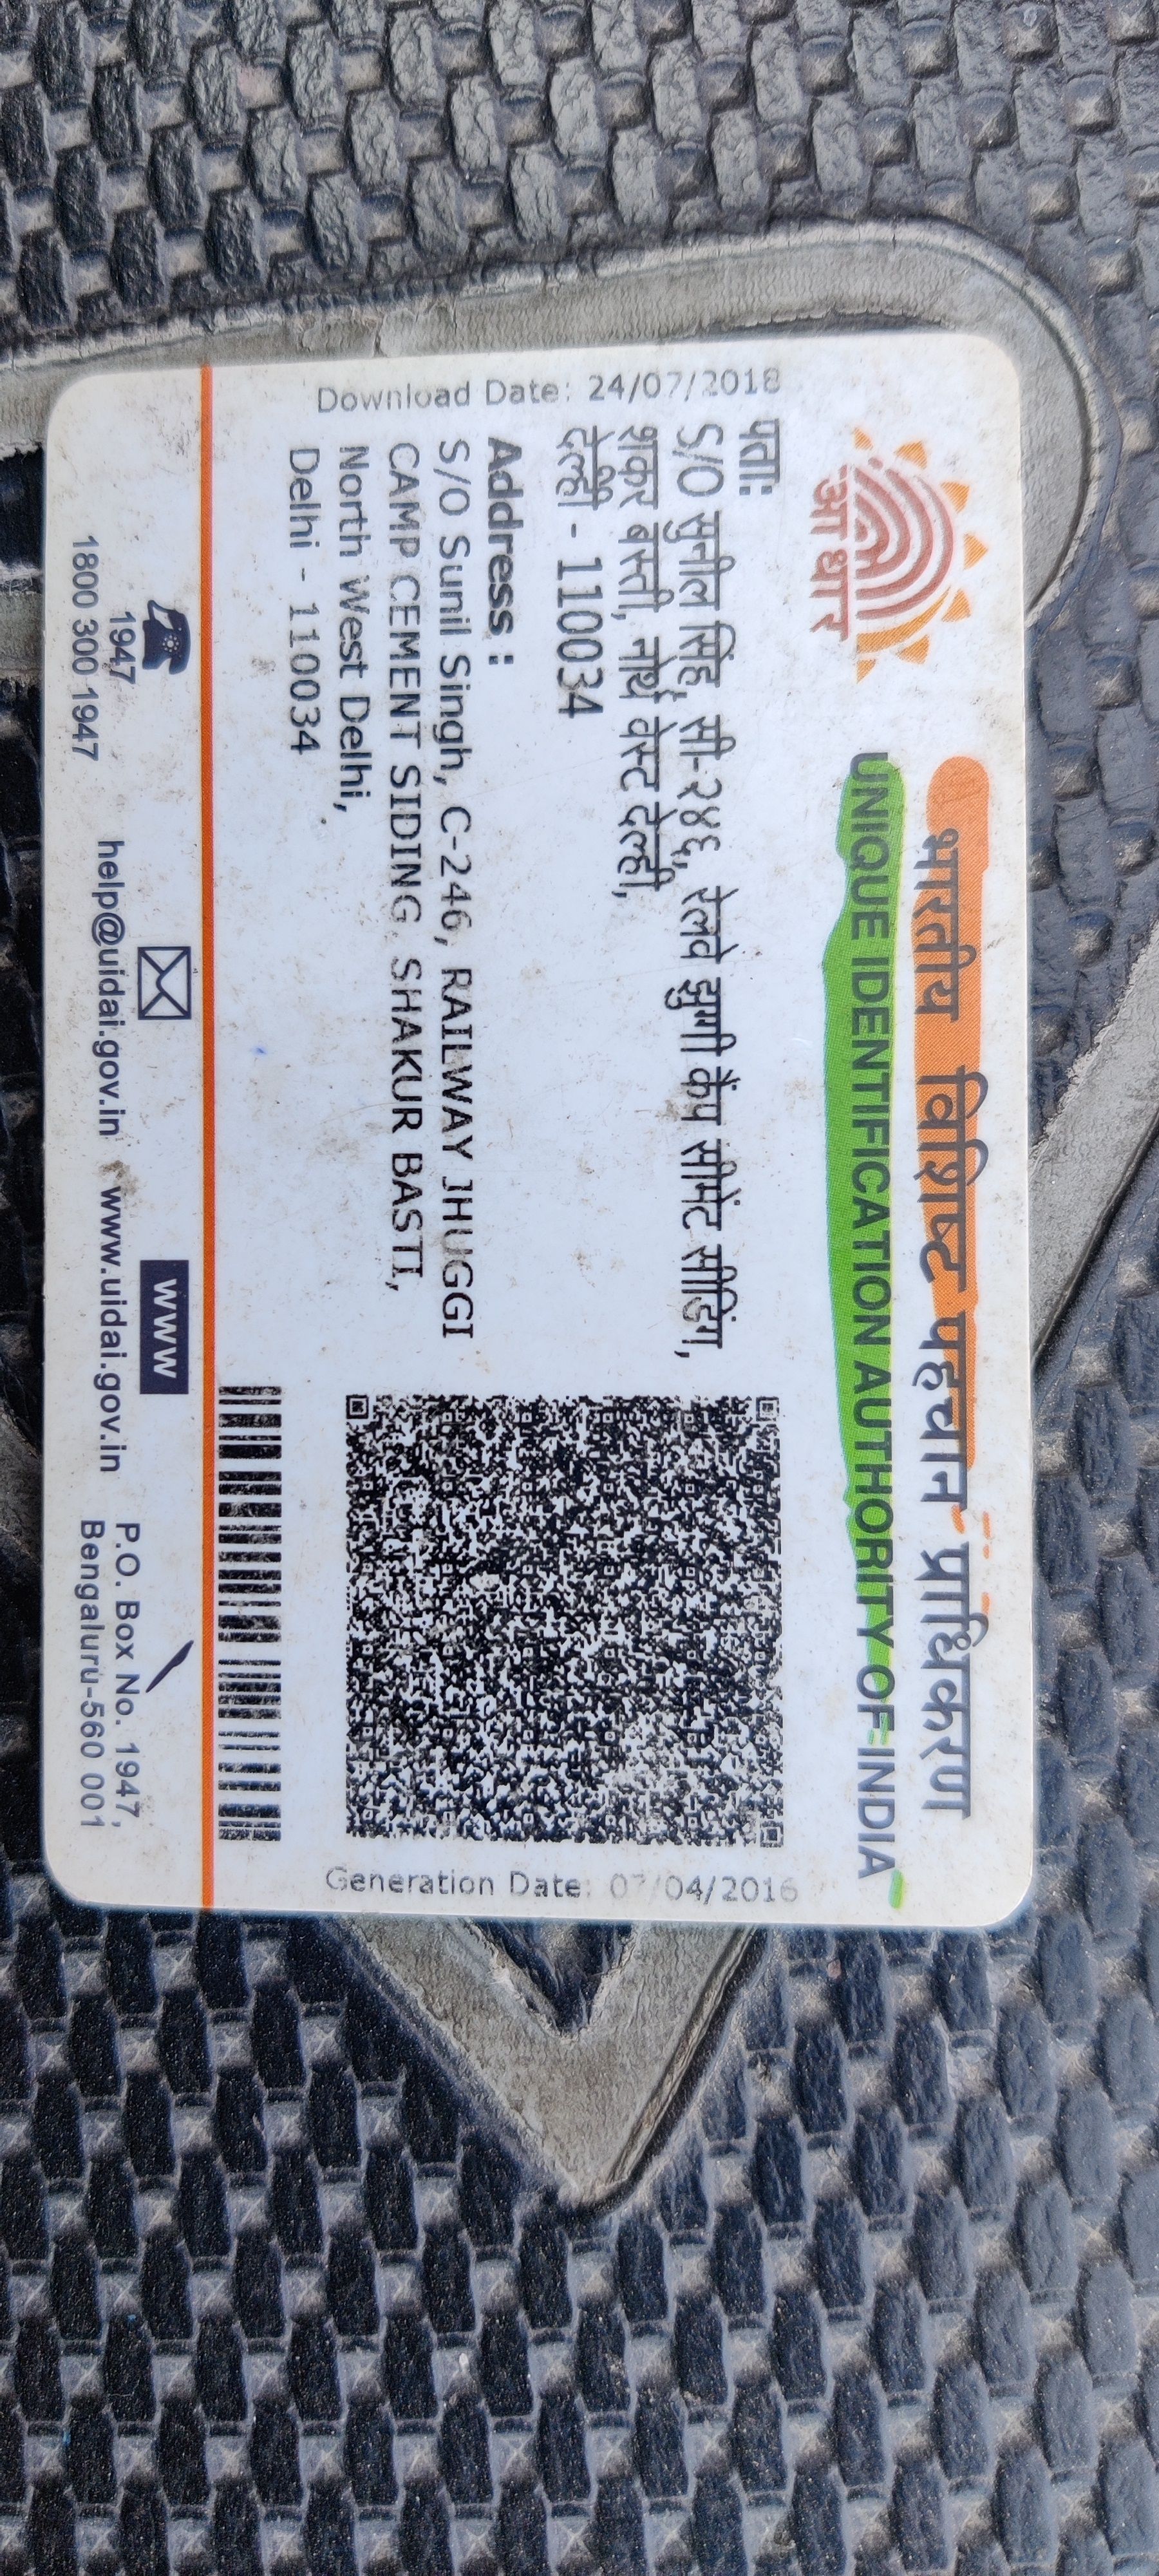 आधार
भारतीय विशिष्ट पहचान प्राधिकरण
UNIQUE IDENTIFICATION AUTHORITY OF INDIA
Download Date: 24/07/2018
पता:
S/O सुनील सिंह, सी-२४६, रेलवे झुग्गी कैंप सीमेंट सीडिंग,
शकर बस्ती, नोर्थ वेस्ट देल्ही,
देल्ही - 110034
Address :
S/O Sunil Singh, C-246, RAILWAY JHUGGI
CAMP CEMENT SIDING, SHAKUR BASTI,
North West Delhi,
Delhi - 110034
Generation Date: 07/04/2016
1947
1800 300 1947
help@uidai.gov.in
www
www.uidai.gov.in
P.O. Box No. 1947,
Bengaluru-560 001